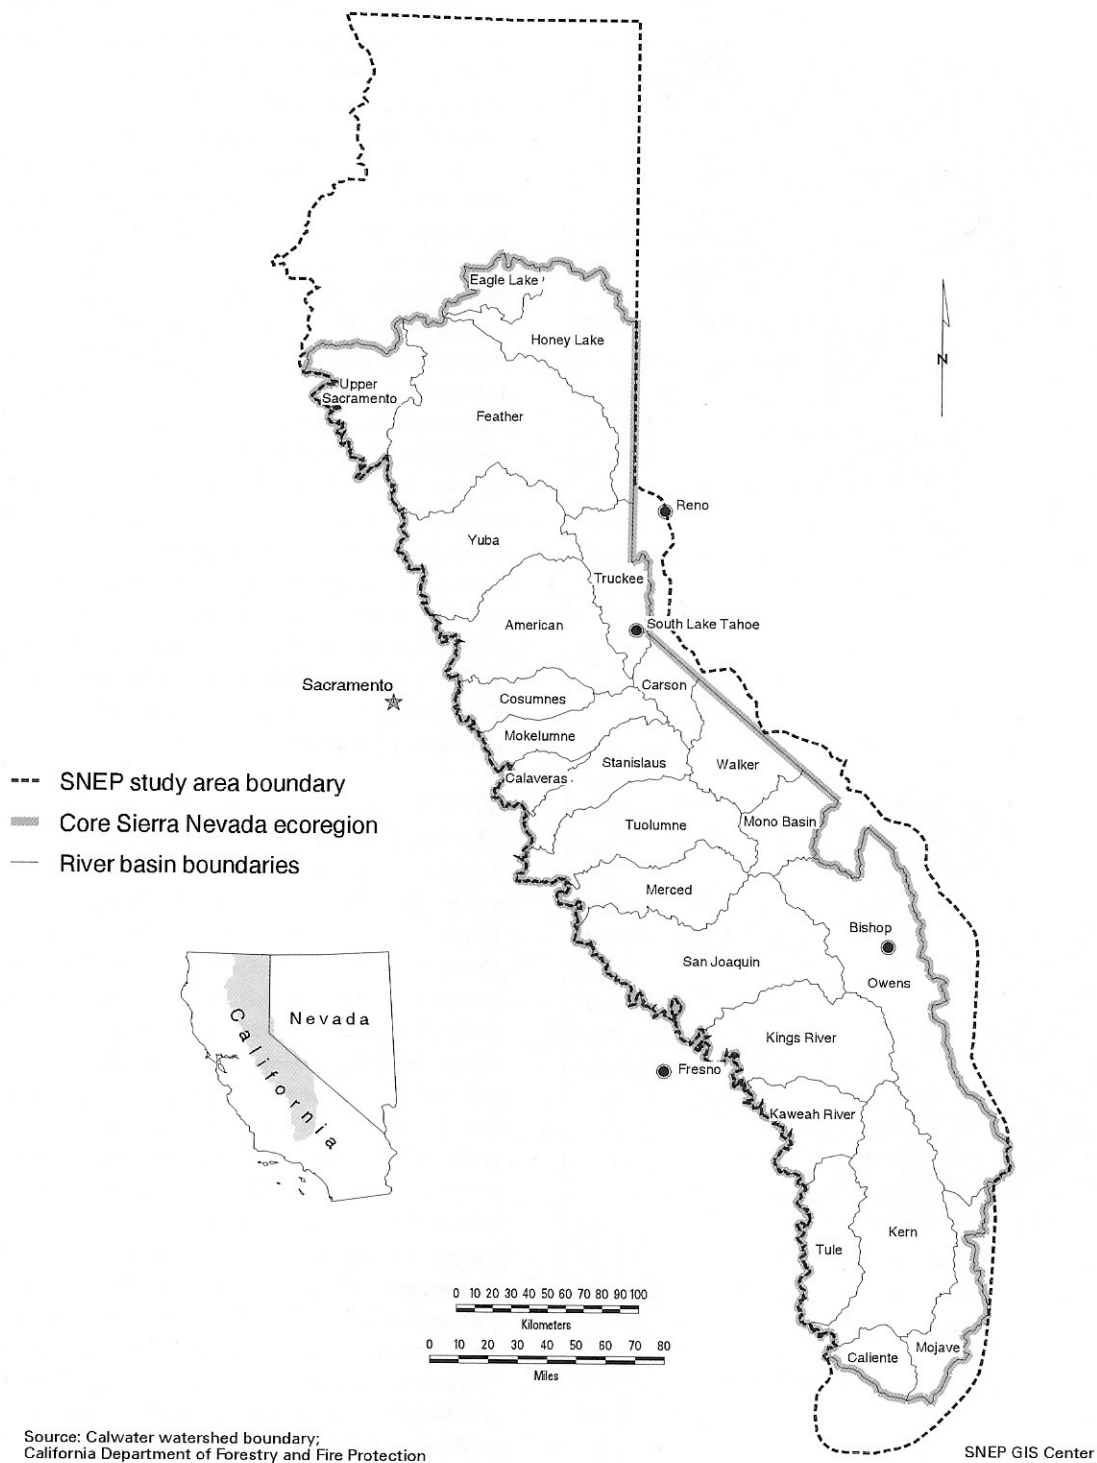 Eagle Lake
Honey Lake
N
Upper
Sacramento
Feather
Reno
Yuba
Truckee
American
South Lake Tahoe
Sacramento
Carson
Cosumnes
Mokelumne
Stanislaus
Walker
Calaveras
--- SNEP study area boundary
Core Sierra Nevada ecoregion
River basin boundaries
Mono Basin
Tuolumne
Merced
Bishop
San Joaquin
Owens
Nevada
California
Kings River
Fresno
Kaweah River
Kern
Tule
0 10 20 30 40 50 60 70 80 90 100
Kilometers
0 10 20 30 40 50 60 70 80
Miles
Caliente
Mojave
Source: Calwater watershed boundary;
California Department of Forestry and Fire Protection
SNEP GIS Center